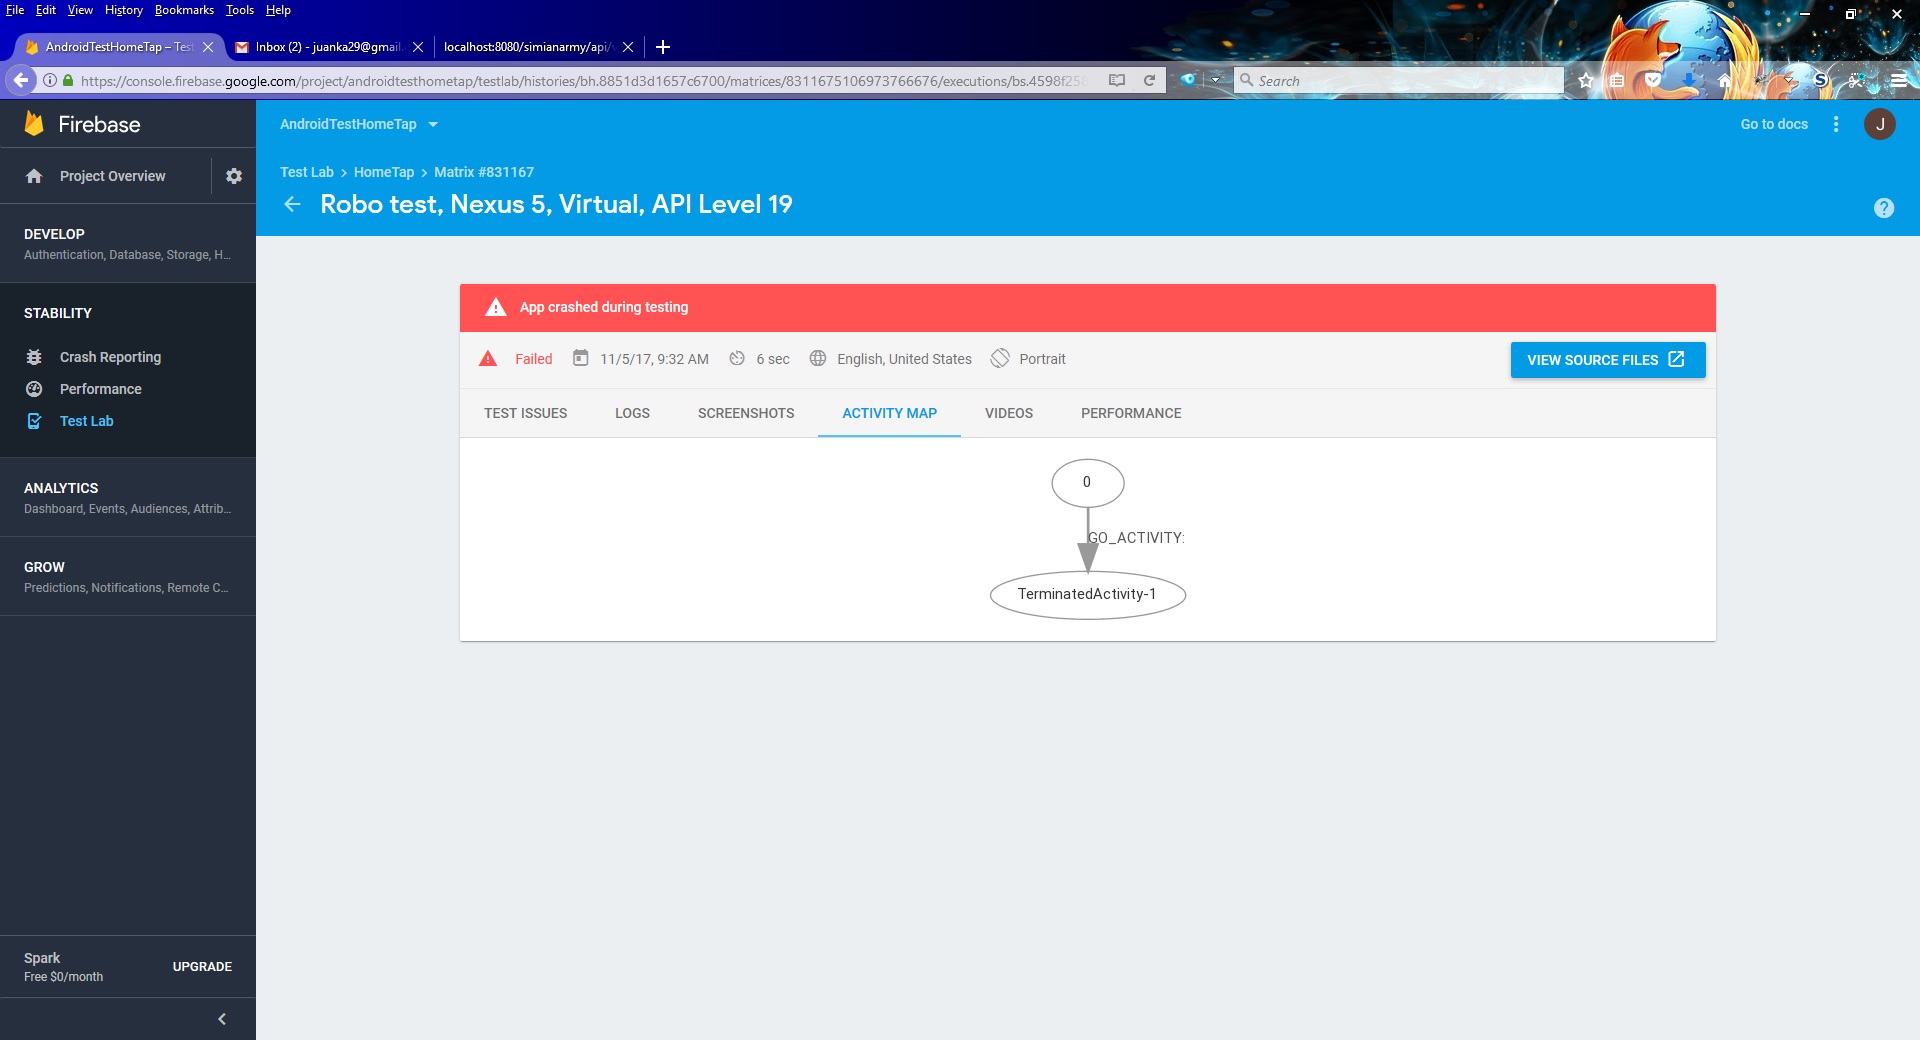 File Edit View History Bookmarks Tools Help
AndroidTestHomeTap – Test
Inbox (2) - juanka29@gmail.
localhost:8080/simianarmy/api/
https://console.firebase.google.com/project/androidtesthometap/testlab/histories/bh.8851d3d1657c6700/matrices/8311675106973766676/executions/bs.4598f258
Search
Firebase
AndroidTestHomeTap
Go to docs
J
Project Overview
Test Lab > HomeTap > Matrix #831167
Robo test, Nexus 5, Virtual, API Level 19
?
DEVELOP
Authentication, Database, Storage, H...
STABILITY
Crash Reporting
Performance
Test Lab
ANALYTICS
Dashboard, Events, Audiences, Attrib...
GROW
Predictions, Notifications, Remote C...
Spark
Free $0/month
UPGRADE
App crashed during testing
Failed 11/5/17, 9:32 AM 6 sec English, United States Portrait
VIEW SOURCE FILES
TEST ISSUES LOGS SCREENSHOTS ACTIVITY MAP VIDEOS PERFORMANCE
0
GO_ACTIVITY:
TerminatedActivity-1